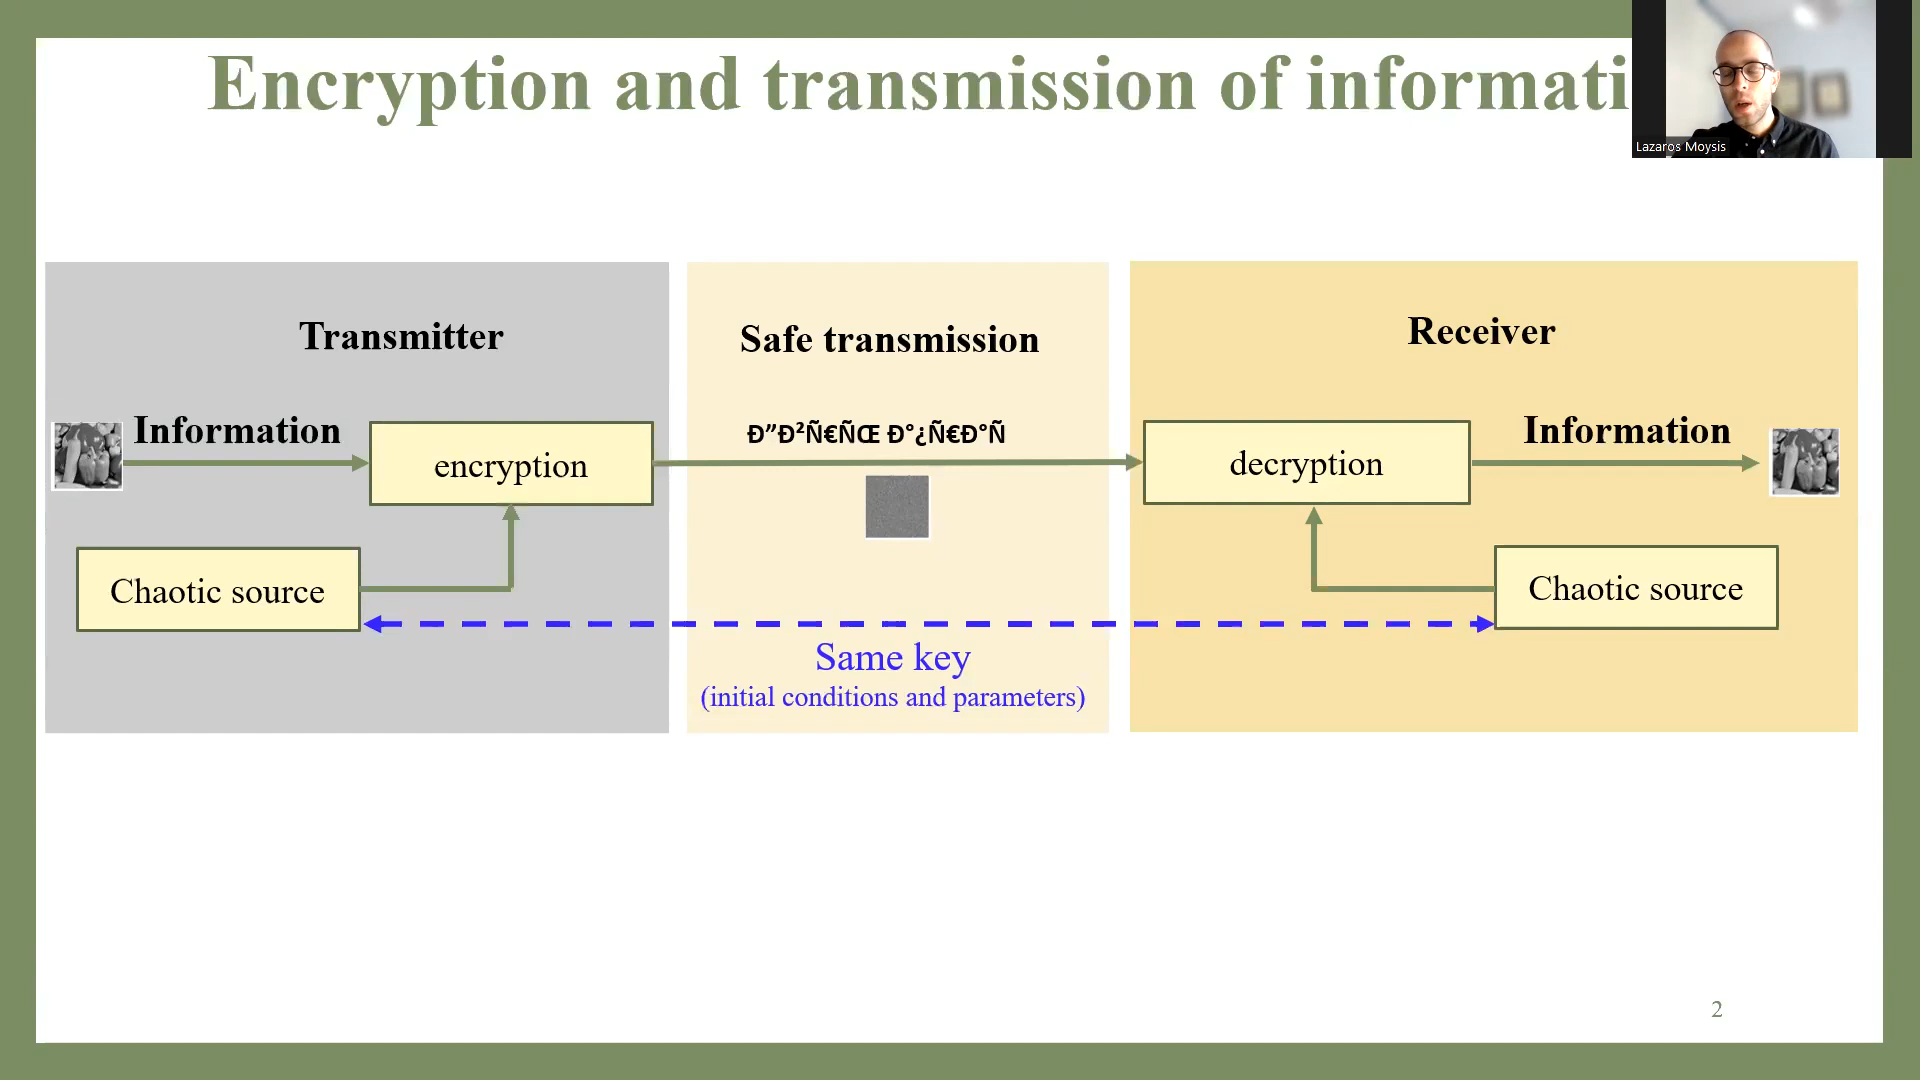 Encryption and transmission of informati
Lazaros Moysis
Transmitter
Safe transmission
Receiver
Information
encryption
Ð”Ð²Ñ€ÑŒ Ð°¿Ñ€Ð°Ñ
decryption
Information
Chaotic source
Chaotic source
Same key
(initial conditions and parameters)
2